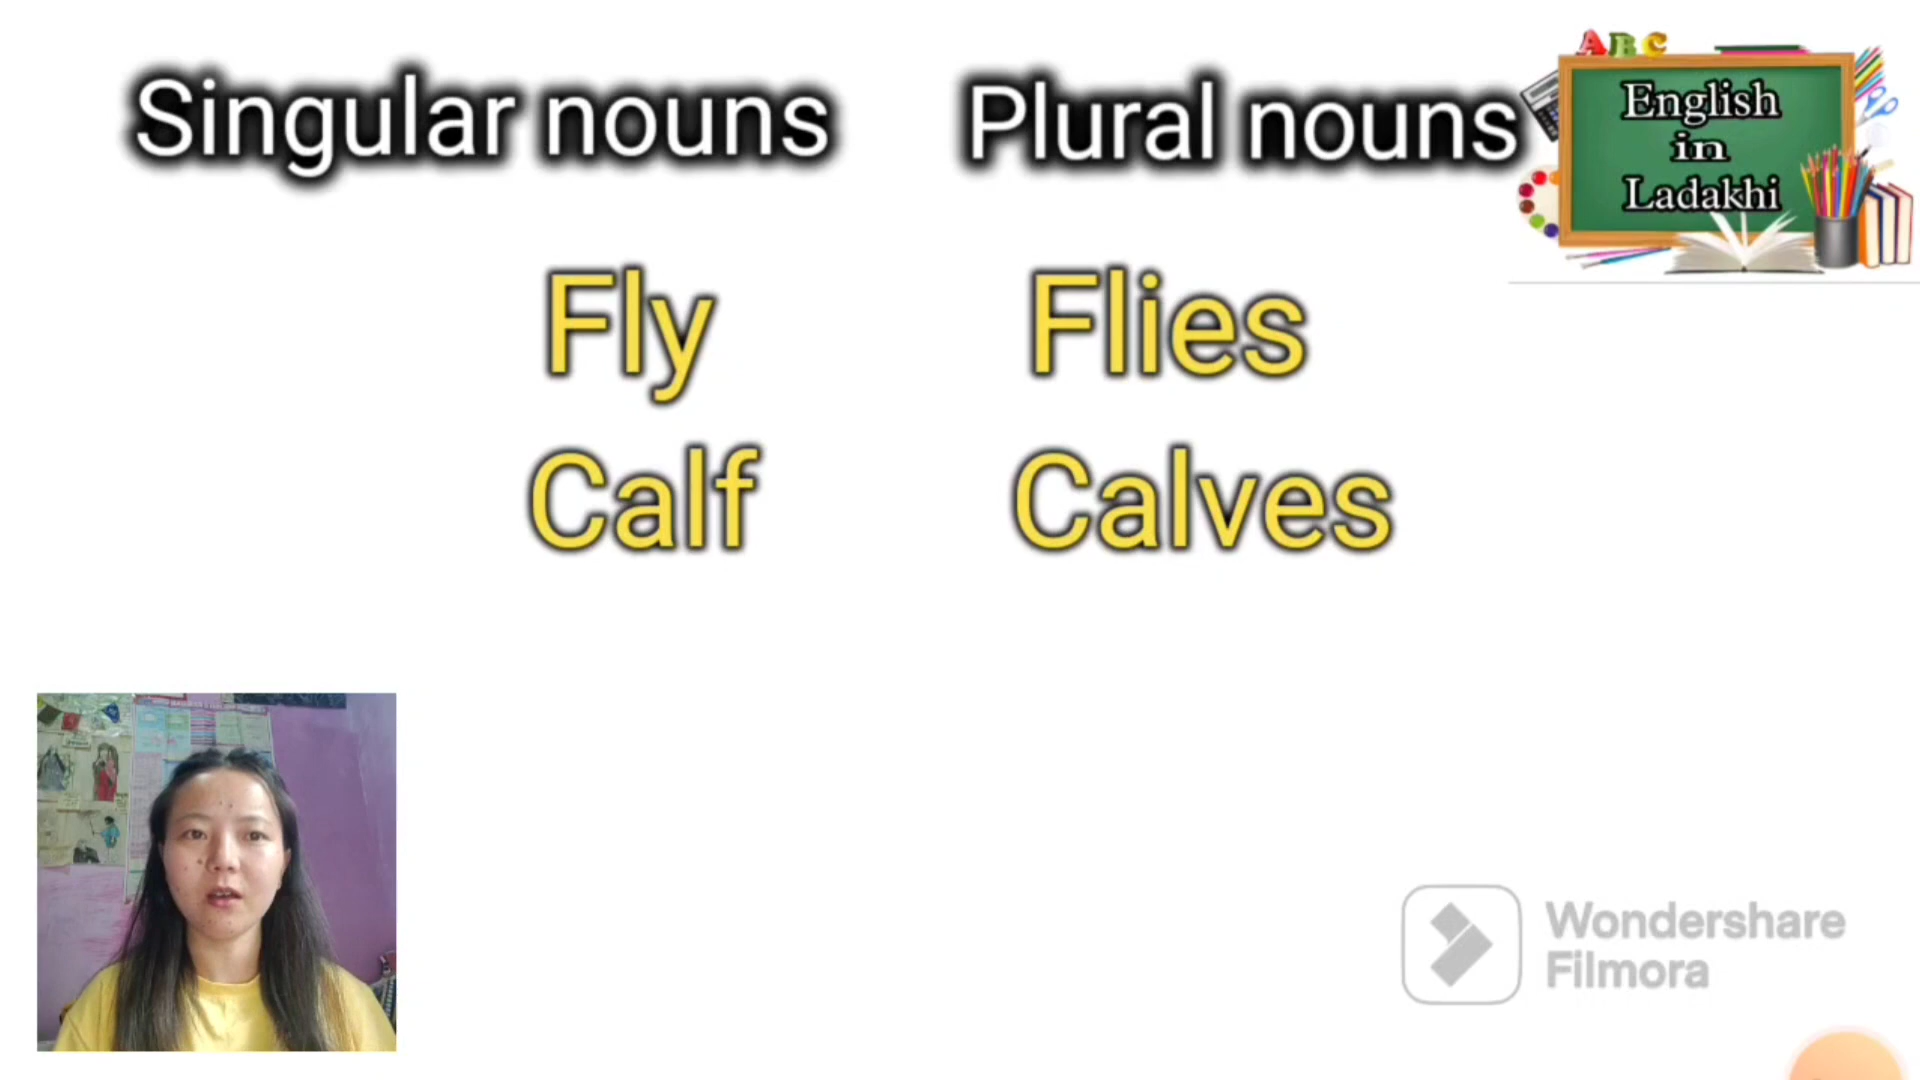 Singular nouns Plural nouns
ABC
English
in
Ladakhi
Fly Flies
Calf Calves
Wondershare
Filmora